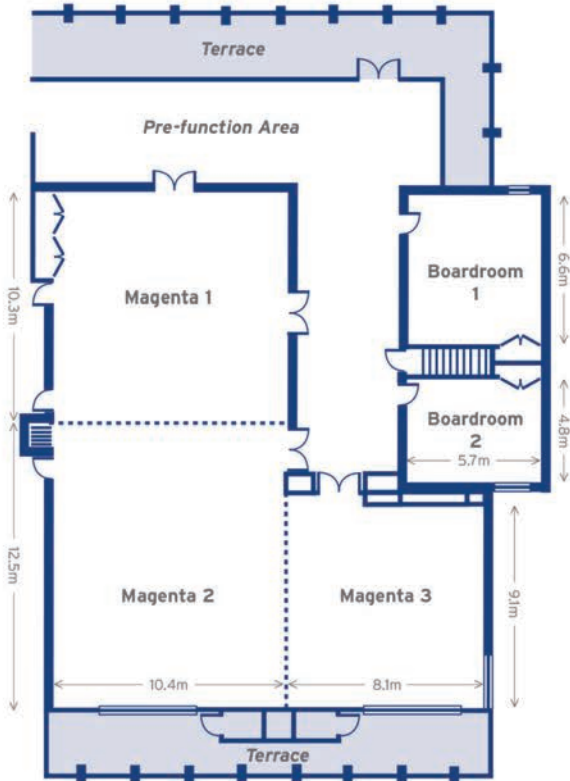 Terrace
Pre-function Area
Magenta 1
Boardroom
1
10.3m
6.6m
Boardroom
2
5.7m
4.8m
12.5m
Magenta 2
Magenta 3
9.1m
10.4m
8.1m
Terrace